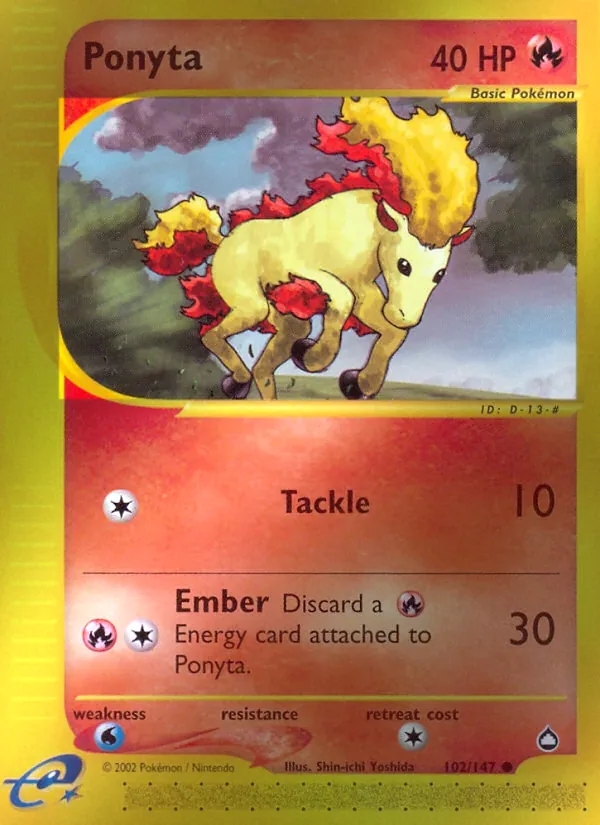 Ponyta 40 HP
Basic Pokémon
ID: D-13-#
Tackle 10
Ember Discard a
Energy card attached to
Ponyta.
30
weakness resistance retreat cost
© 2002 Pokémon / Nintendo Illus. Shin-ichi Yoshida 102/147 ●
e